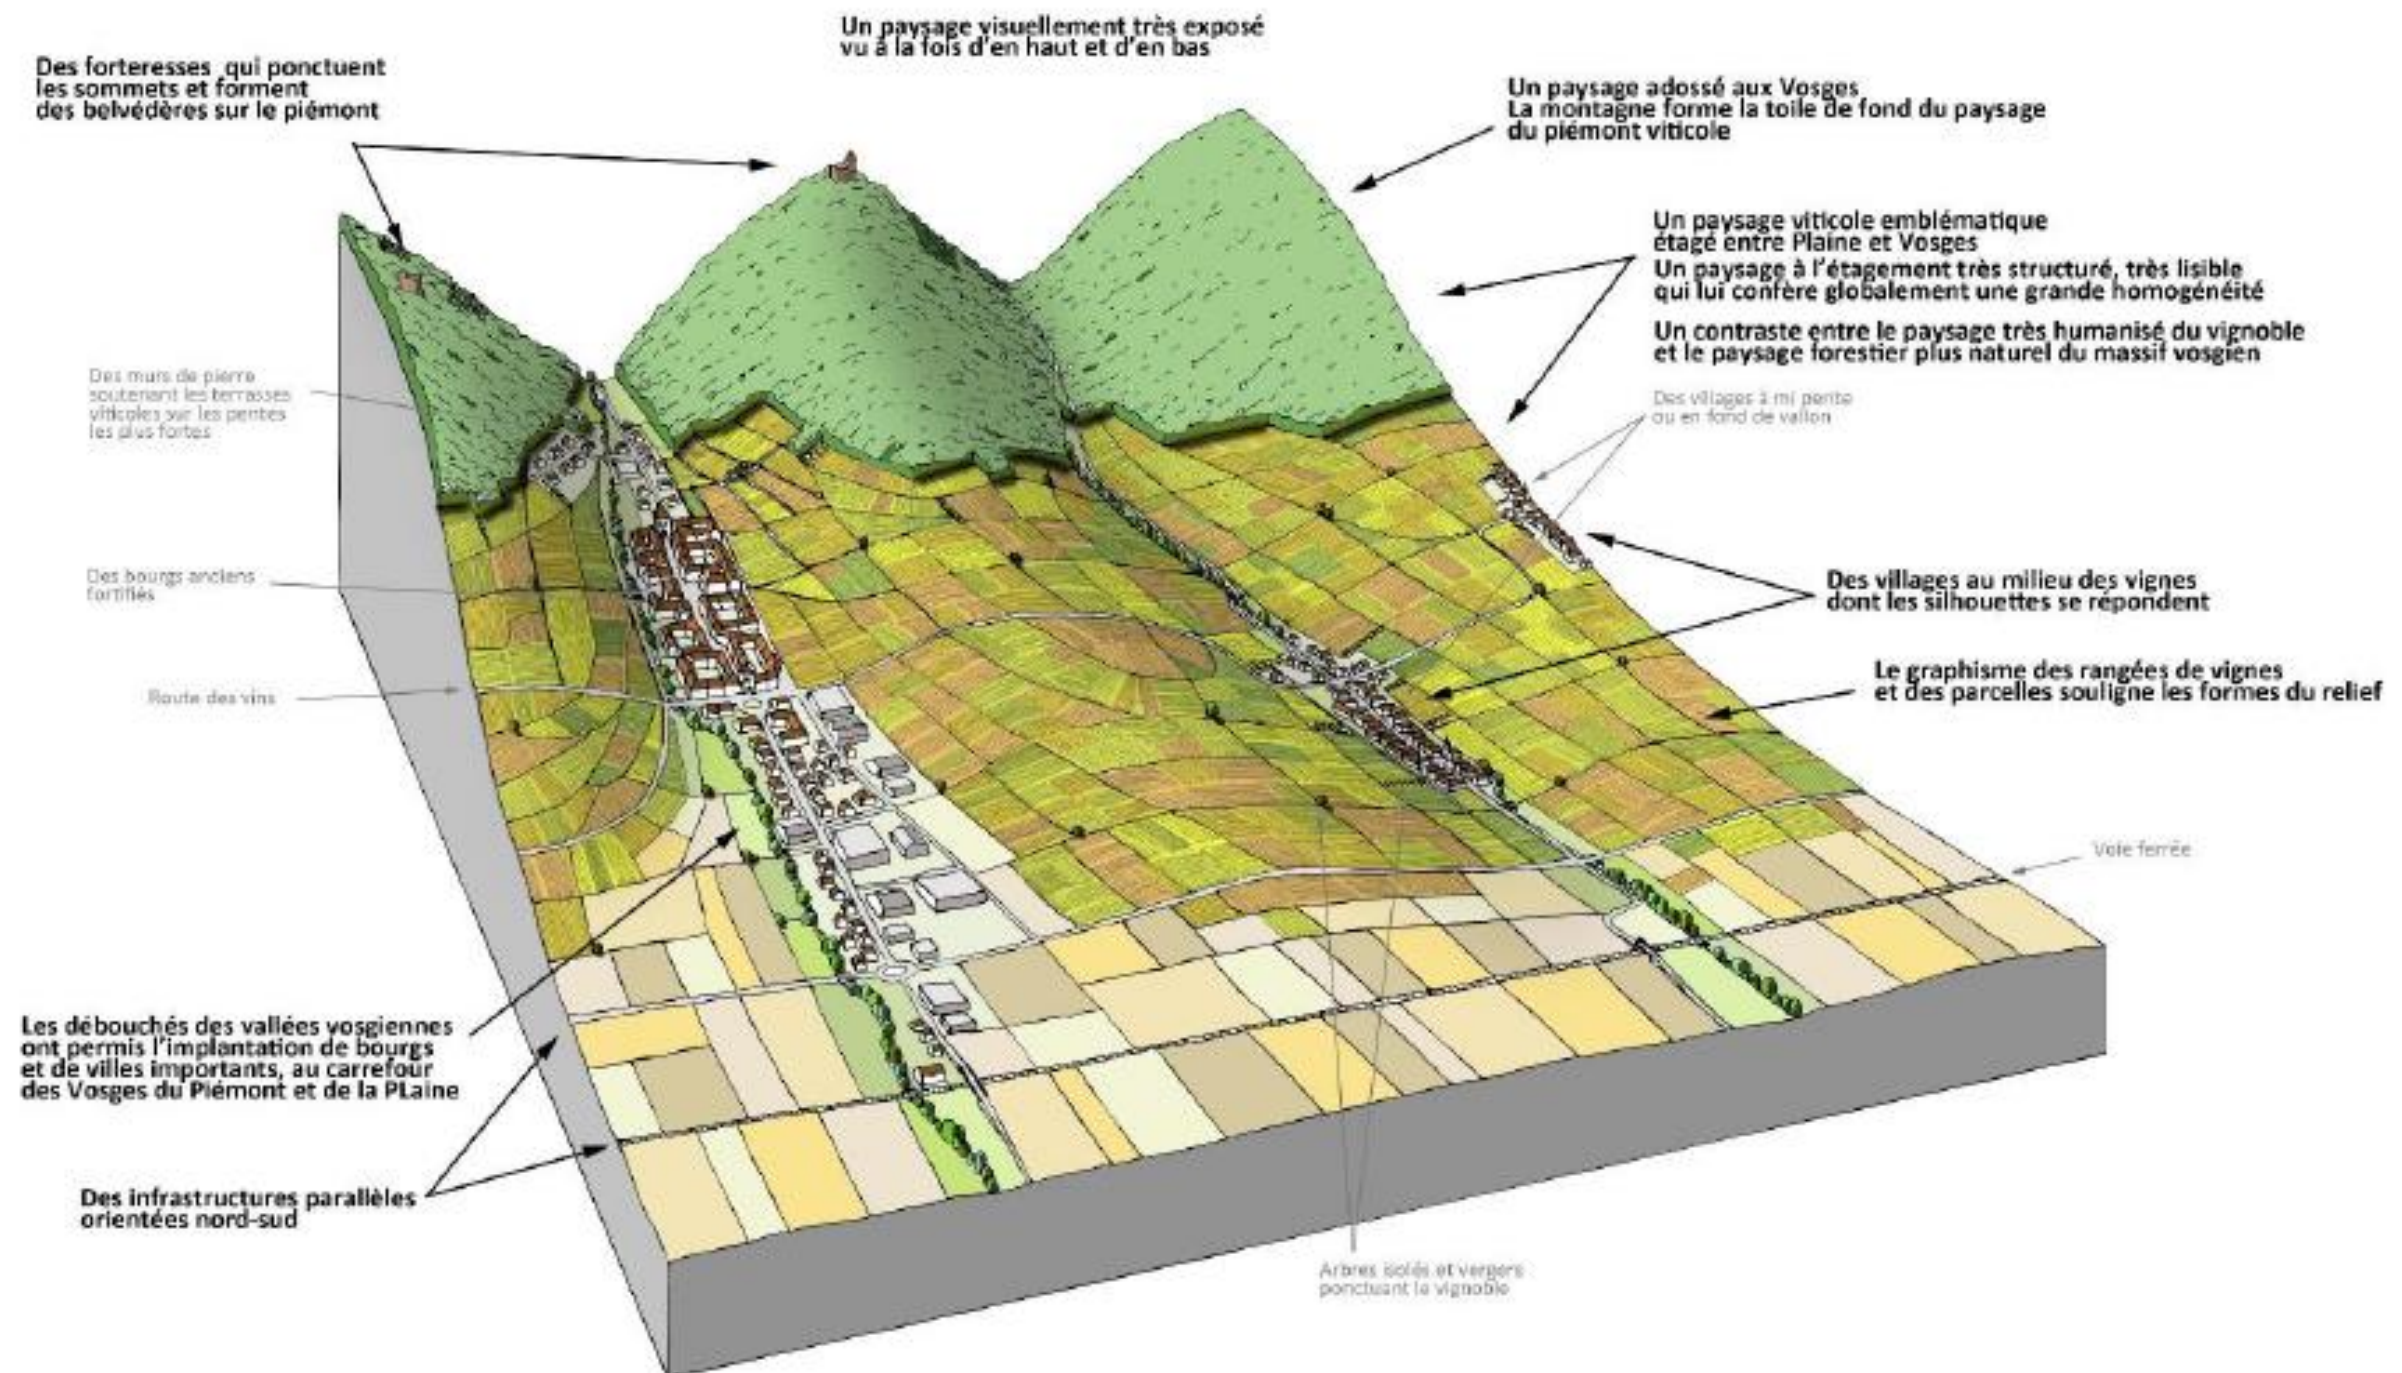 Un paysage visuellement très exposé
vu à la fois d'en haut et d'en bas
Des forteresses qui ponctuent
les sommets et forment
des belvédères sur le piémont
Un paysage adossé aux Vosges
La montagne forme la toile de fond du paysage
du piémont viticole
Un paysage viticole emblématique
étagé entre Plaine et Vosges
Un paysage à l'étagement très structuré, très lisible
qui lui confère globalement une grande homogénéité
Un contraste entre le paysage très humanisé du vignoble
et le paysage forestier plus naturel du massif vosgien
Des murs de pierre
soutenant les terrasses
viticoles sur les pentes
les plus fortes
Des villages à mi pente
ou en fond de vallon
Des bourgs anciens
fortifiés
Des villages au milieu des vignes
dont les silhouettes se répondent
Route des vins
Le graphisme des rangées de vignes
et des parcelles souligne les formes du relief
Voie ferrée
Les débouchés des vallées vosgiennes
ont permis l'implantation de bourgs
et de villes importants, au carrefour
des Vosges du Piémont et de la PLaine
Des infrastructures parallèles
orientées nord-sud
Arbres isolés et vergers
ponctuant le vignoble